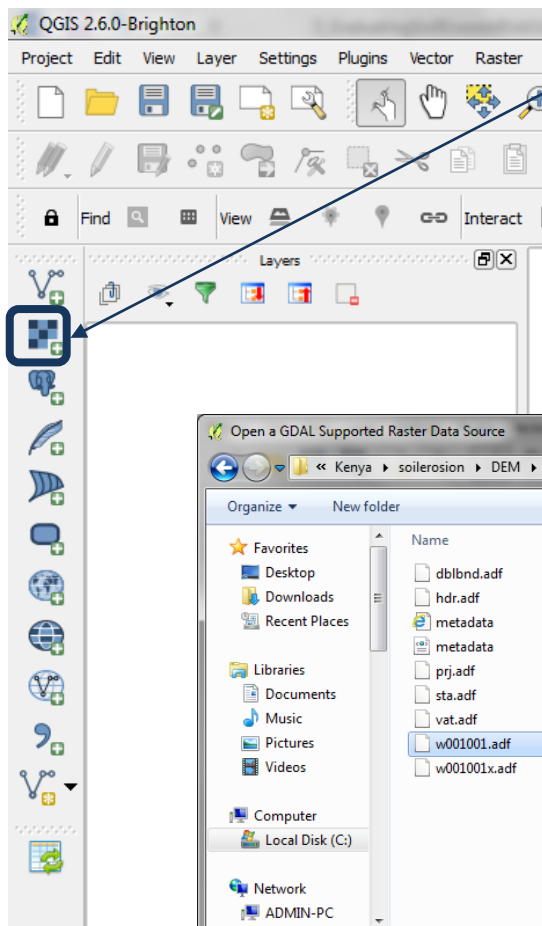 QGIS 2.6.0-Brighton
Project Edit View Layer Settings Plugins Vector Raster
Find View Interact
Layers
Open a GDAL Supported Raster Data Source
« Kenya ▸ soilerosion ▸ DEM ▸
Organize ▾ New folder
Favorites
Desktop
Downloads
Recent Places
Libraries
Documents
Music
Pictures
Videos
Computer
Local Disk (C:)
Network
ADMIN-PC
Name
dblbnd.adf
hdr.adf
metadata
metadata
prj.adf
sta.adf
vat.adf
w001001.adf
w001001x.adf